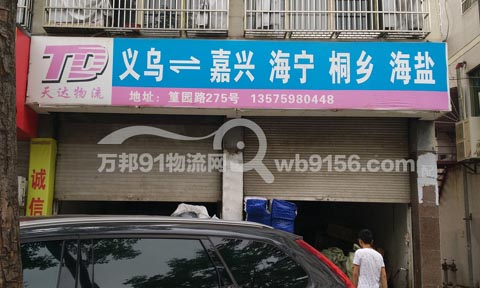 TD
天达物流
义乌⇌嘉兴 海宁 桐乡 海盐
地址：篁园路275号 13575980448
诚信
万邦91物流网 wb9156.com